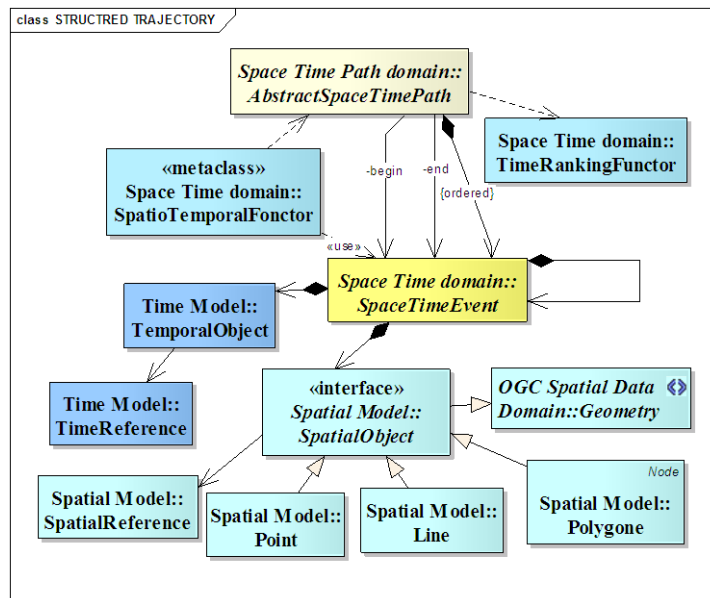 class STRUCTRED TRAJECTORY
Space Time Path domain::
AbstractSpaceTimePath
Space Time domain::
TimeRankingFunctor
«metaclass»
Space Time domain::
SpatioTemporalFonctor
-begin
-end
{ordered}
«use»
Space Time domain::
SpaceTimeEvent
Time Model::
TemporalObject
Time Model::
TimeReference
«interface»
Spatial Model::
SpatialObject
OGC Spatial Data
Domain::Geometry
Spatial Model::
SpatialReference
Spatial Model::
Point
Spatial Model::
Line
Node
Spatial Model::
Polygone